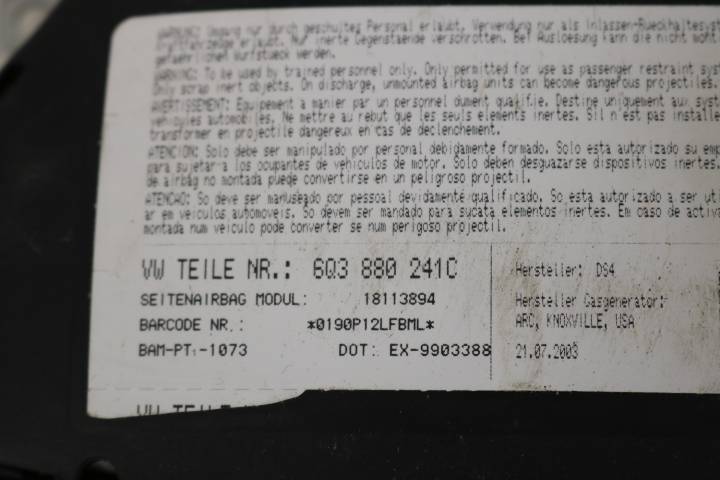 WARNUNG: Umgang nur durch geschultes Personal erlaubt. Verwendung nur als Inlassen-Rueckhaltesyst
Kraftfahrzeuge erlaubt. Nur inerte Gegenstaende verschrotten. Bei Ausloesung kann die nicht mont
gefaehrlichen Wurfstueck werden.
WARNING: To be used by trained personnel only. Only permitted for use as passenger restraint syst
Only scrap inert objects. On discharge, unmounted airbag units can become dangerous projectiles.
AVERTISSEMENT: Equipement a manier par un personnel dument qualifie. Destine uniquement aux syst
vehicules automobiles. Ne mettre au rebut que les seuls elements inertes. Sil n'est pas installe
transformer en projectile dangereux en cas de declenchement.
ATENCION: Solo debe ser manipulado por personal debidamente formado. Solo esta autorizado su emp
para sujetar a los ocupantes de vehiculos de motor. Solo deben desguazarse dispositivos inertes.
de airbag no montada puede convertirse en un peligroso projectil.
ATENCAO: So deve ser manuseado por pessoal devidamente qualificado. So esta autorizado a ser uti
ar em veiculos automoveis. So devem ser mandado para sucata elementos inertes. Em caso de activa
montada num veiculo pode converter se num perigoso projectil.
VW TEILE NR.: 6Q3 880 241C
SEITENAIRBAG MODUL: 18113894
BARCODE NR.: *0190P12LFBML*
BAM-PT1-1073 DOT: EX-9903388
Hersteller: DS4
Hersteller Gasgenerator:
ARC, KNOXVILLE, USA
21.07.2003
VW TEILE